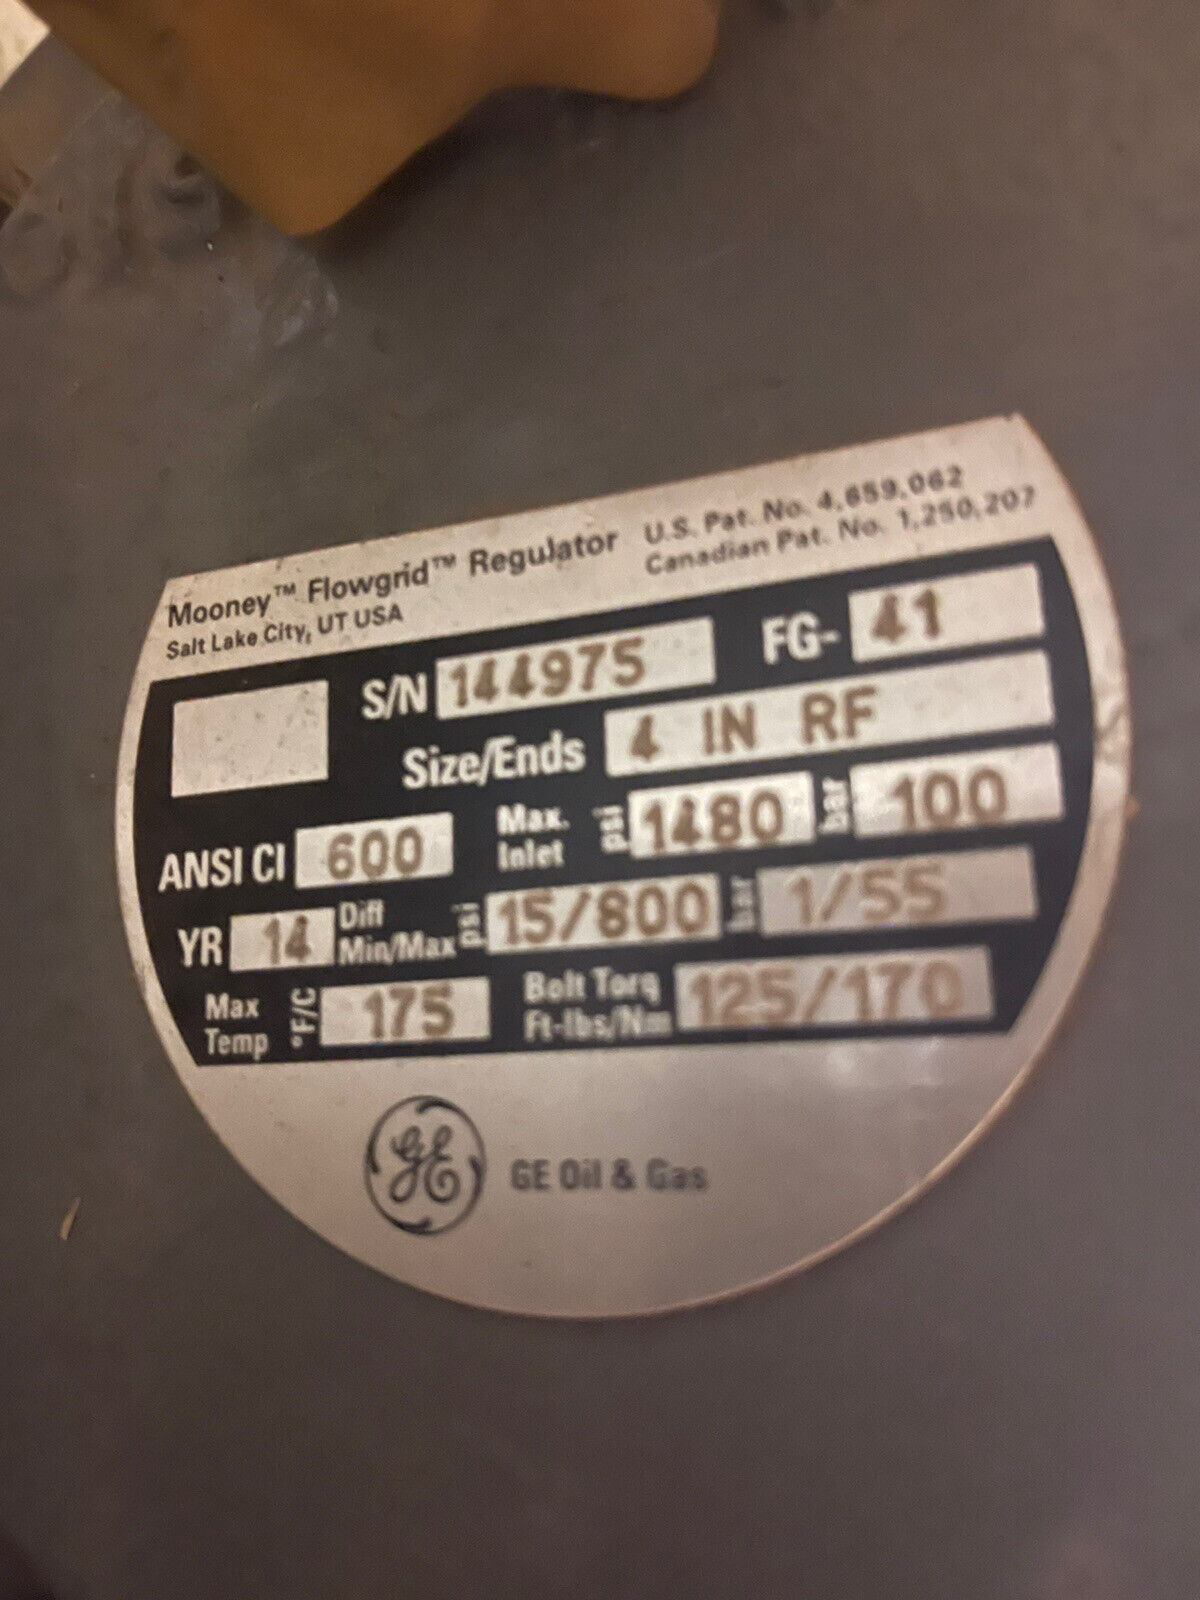 Mooney™ Flowgrid™ Regulator U.S. Pat. No. 4,659,062
Salt Lake City, UT USA Canadian Pat. No. 1,250,207
S/N 144975 FG- 41
Size/Ends 4 IN RF
ANSI Cl 600 Max. Inlet psi 1480 bar 100
YR 14 Diff Min/Max psi 15/800 bar 1/55
Max Temp °F/C 175 Bolt Torq Ft-lbs/Nm 125/170
GE GE Oil & Gas